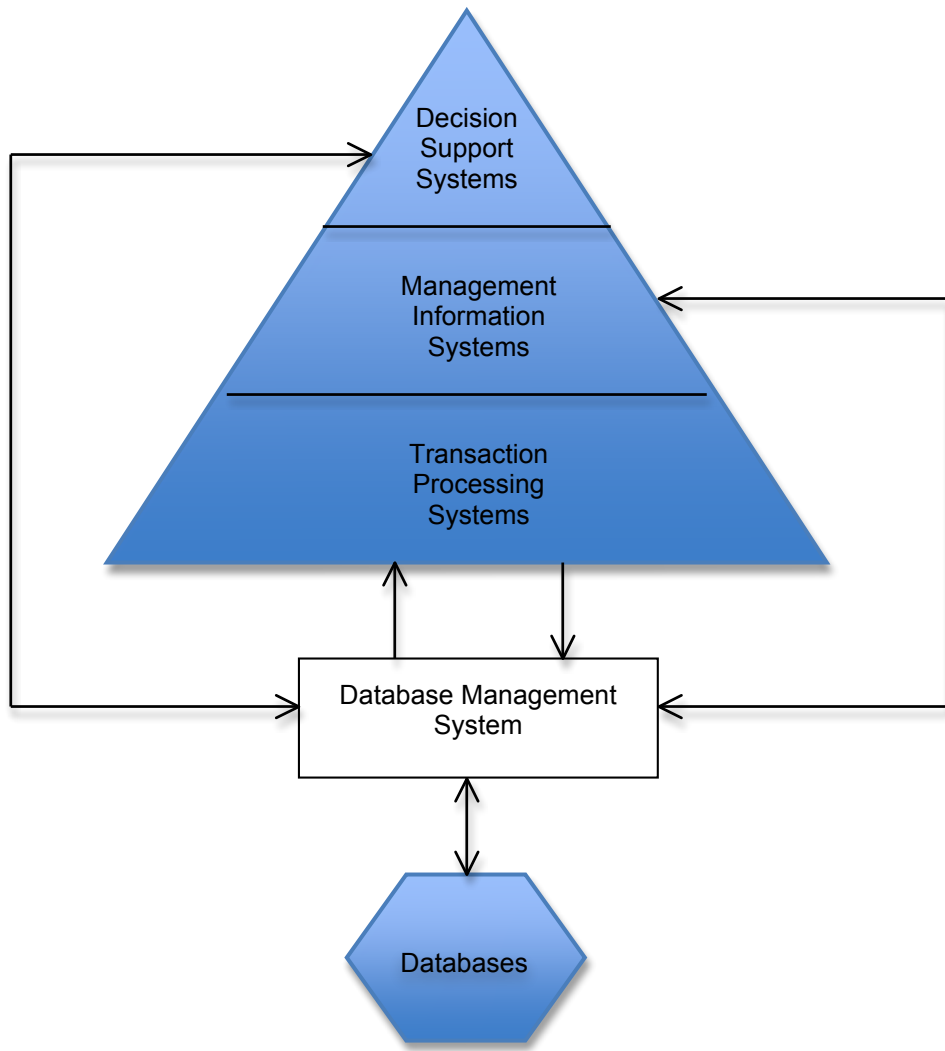 Decision
Support
Systems
Management
Information
Systems
Transaction
Processing
Systems
Database Management
System
Databases